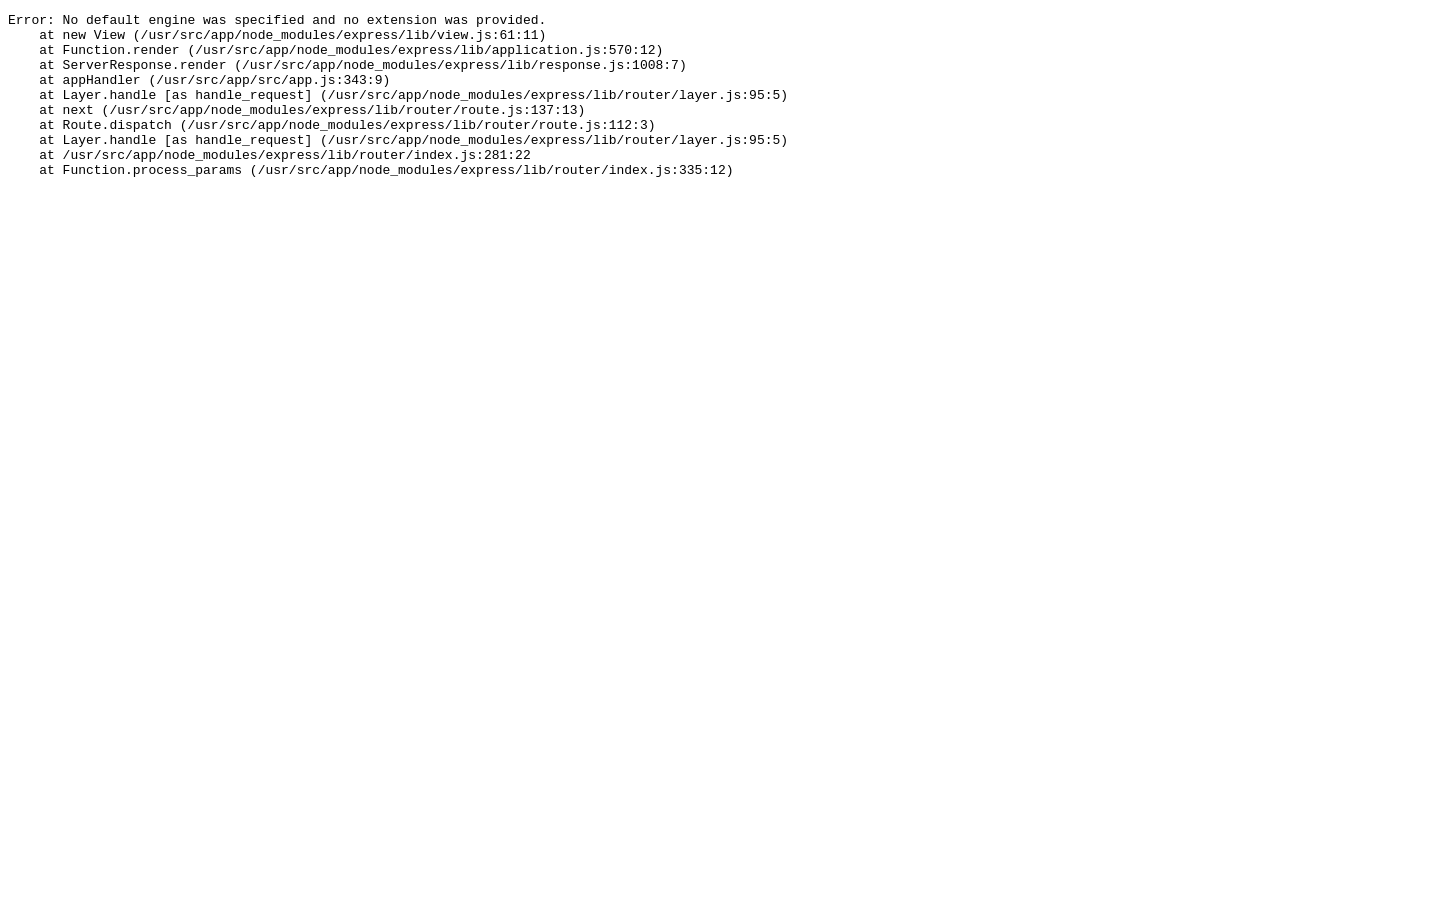 Error: No default engine was specified and no extension was provided.
    at new View (/usr/src/app/node_modules/express/lib/view.js:61:11)
    at Function.render (/usr/src/app/node_modules/express/lib/application.js:570:12)
    at ServerResponse.render (/usr/src/app/node_modules/express/lib/response.js:1008:7)
    at appHandler (/usr/src/app/src/app.js:343:9)
    at Layer.handle [as handle_request] (/usr/src/app/node_modules/express/lib/router/layer.js:95:5)
    at next (/usr/src/app/node_modules/express/lib/router/route.js:137:13)
    at Route.dispatch (/usr/src/app/node_modules/express/lib/router/route.js:112:3)
    at Layer.handle [as handle_request] (/usr/src/app/node_modules/express/lib/router/layer.js:95:5)
    at /usr/src/app/node_modules/express/lib/router/index.js:281:22
    at Function.process_params (/usr/src/app/node_modules/express/lib/router/index.js:335:12)